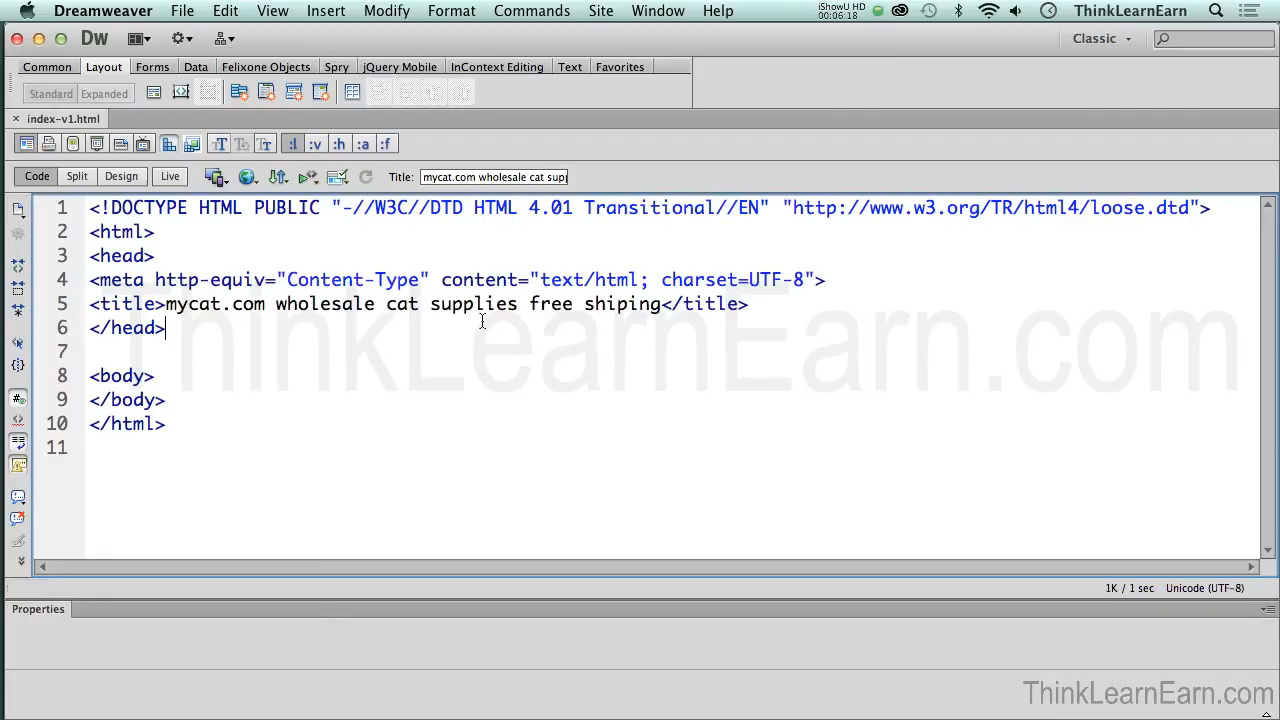 Dreamweaver File Edit View Insert Modify Format Commands Site Window Help iShowU HD 00:06:18 ThinkLearnEarn
Dw Classic
Common Layout Forms Data Felixone Objects Spry jQuery Mobile InContext Editing Text Favorites
Standard Expanded
index-v1.html
:l :v :h :a :f
Code Split Design Live Title: mycat.com wholesale cat supp
1 <!DOCTYPE HTML PUBLIC "-//W3C//DTD HTML 4.01 Transitional//EN" "http://www.w3.org/TR/html4/loose.dtd">
2 <html>
3 <head>
4 <meta http-equiv="Content-Type" content="text/html; charset=UTF-8">
5 <title>mycat.com wholesale cat supplies free shiping</title>
6 </head>
7
8 <body>
9 </body>
10 </html>
11
ThinkLearnEarn.com
1K / 1 sec Unicode (UTF-8)
Properties
ThinkLearnEarn.com